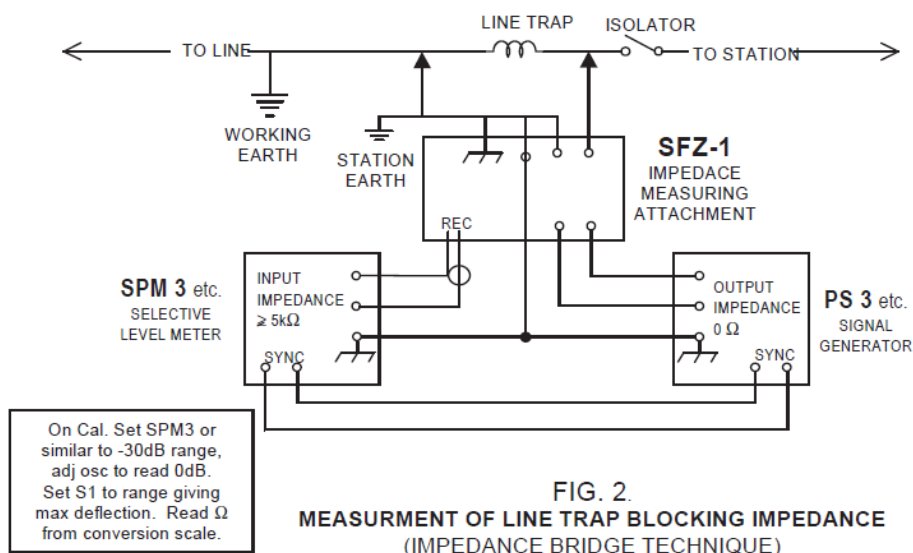 LINE TRAP
ISOLATOR
TO LINE
TO STATION
WORKING
EARTH
STATION
EARTH
SFZ-1
IMPEDACE
MEASURING
ATTACHMENT
REC
SPM 3 etc.
SELECTIVE
LEVEL METER
INPUT
IMPEDANCE
≥ 5kΩ
SYNC
OUTPUT
IMPEDANCE
0 Ω
SYNC
PS 3 etc.
SIGNAL
GENERATOR
On Cal. Set SPM3 or
similar to -30dB range,
adj osc to read 0dB.
Set S1 to range giving
max deflection. Read Ω
from conversion scale.
FIG. 2.
MEASURMENT OF LINE TRAP BLOCKING IMPEDANCE
(IMPEDANCE BRIDGE TECHNIQUE)